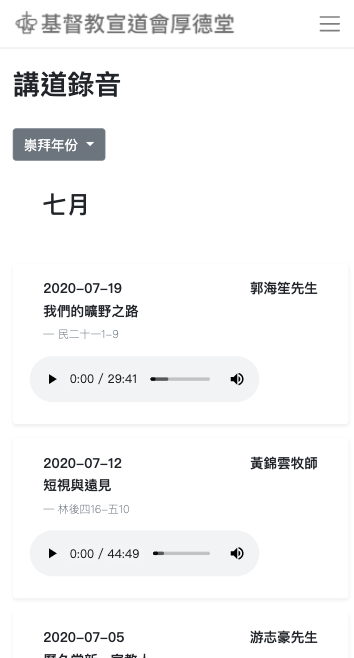 基督教宣道會厚德堂
講道錄音
崇拜年份
七月
2020-07-19 郭海笙先生
我們的曠野之路
— 民二十一1-9
0:00 / 29:41
2020-07-12 黃錦雲牧師
短視與遠見
— 林後四16-五10
0:00 / 44:49
2020-07-05 游志豪先生